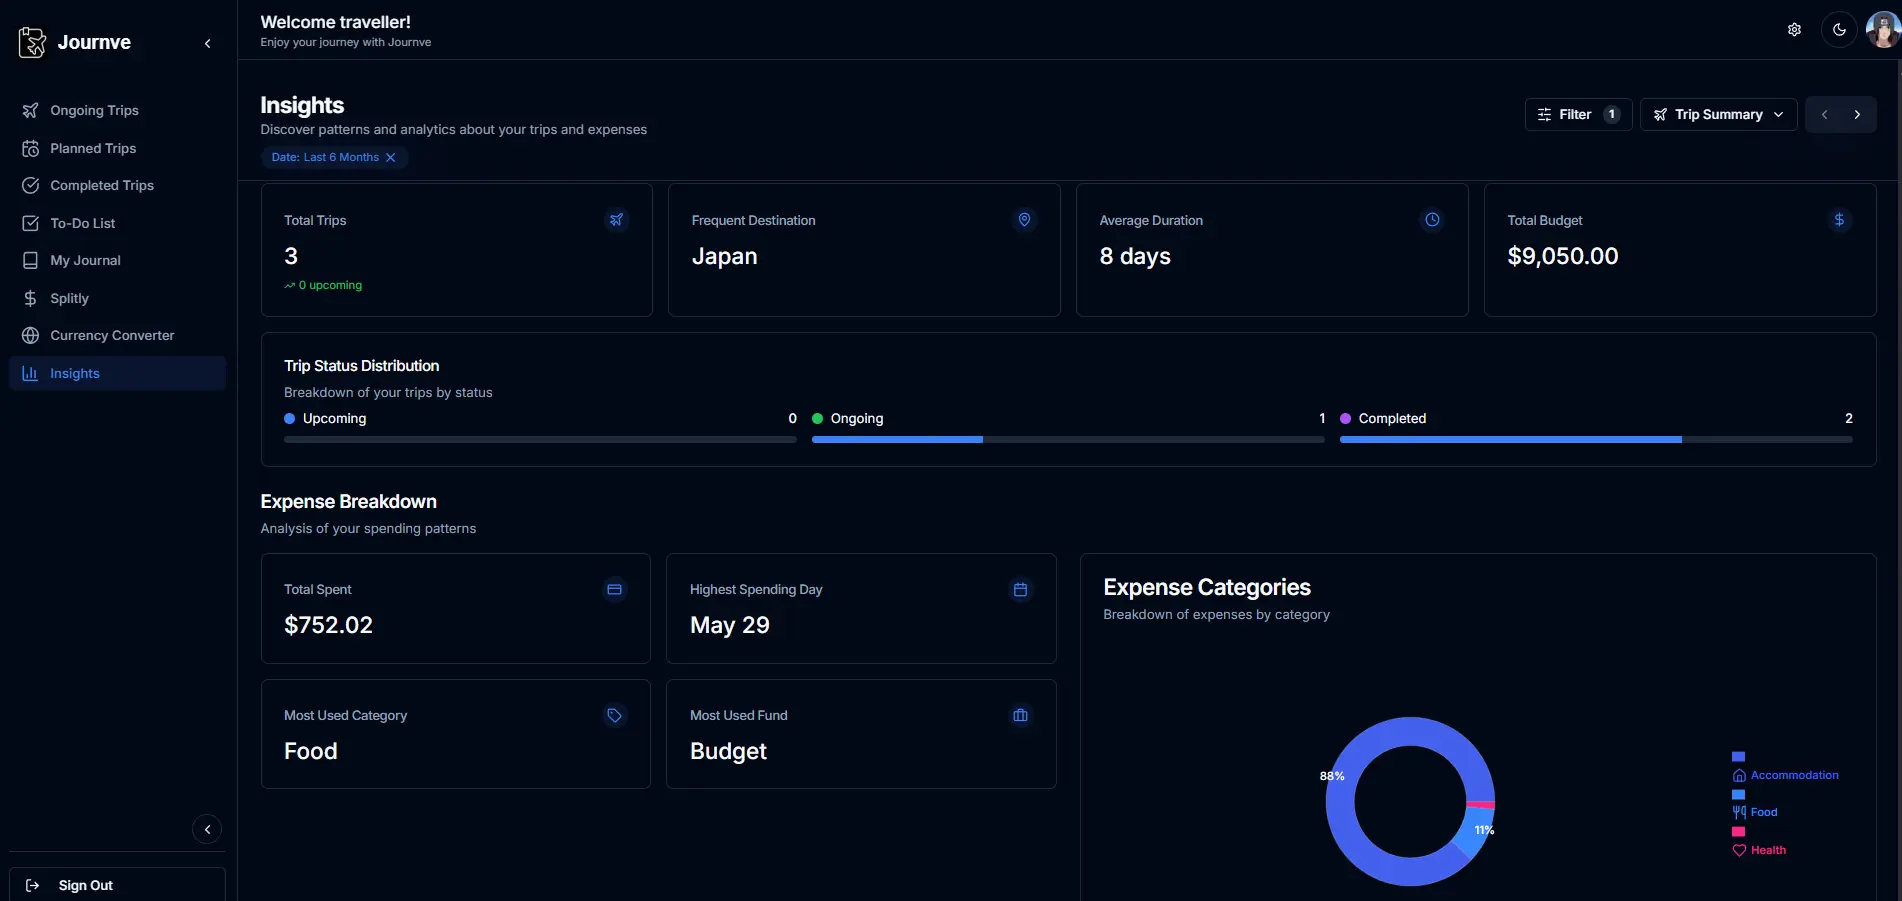 Journve
Ongoing Trips
Planned Trips
Completed Trips
To-Do List
My Journal
Splitly
Currency Converter
Insights
Sign Out
Welcome traveller!
Enjoy your journey with Journve
Insights
Discover patterns and analytics about your trips and expenses
Date: Last 6 Months
Filter 1
Trip Summary
Total Trips
3
0 upcoming
Frequent Destination
Japan
Average Duration
8 days
Total Budget
$9,050.00
Trip Status Distribution
Breakdown of your trips by status
Upcoming 0
Ongoing 1
Completed 2
Expense Breakdown
Analysis of your spending patterns
Total Spent
$752.02
Highest Spending Day
May 29
Most Used Category
Food
Most Used Fund
Budget
Expense Categories
Breakdown of expenses by category
88%
11%
Accommodation
Food
Health